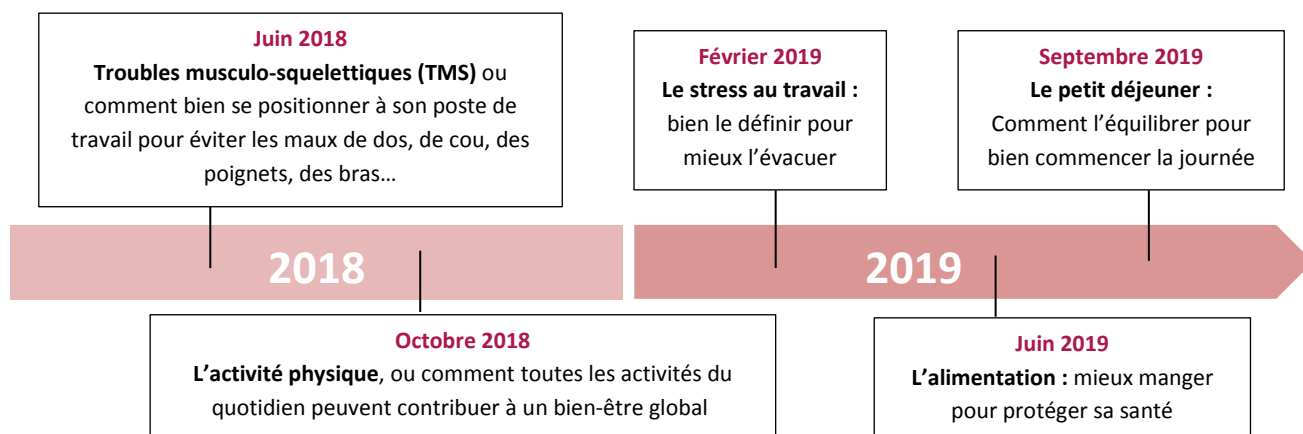 Juin 2018
Troubles musculo-squelettiques (TMS) ou
comment bien se positionner à son poste de
travail pour éviter les maux de dos, de cou, des
poignets, des bras…
Février 2019
Le stress au travail :
bien le définir pour
mieux l’évacuer
Septembre 2019
Le petit déjeuner :
Comment l’équilibrer pour
bien commencer la journée
2018
2019
Octobre 2018
L’activité physique, ou comment toutes les activités du
quotidien peuvent contribuer à un bien-être global
Juin 2019
L’alimentation : mieux manger
pour protéger sa santé